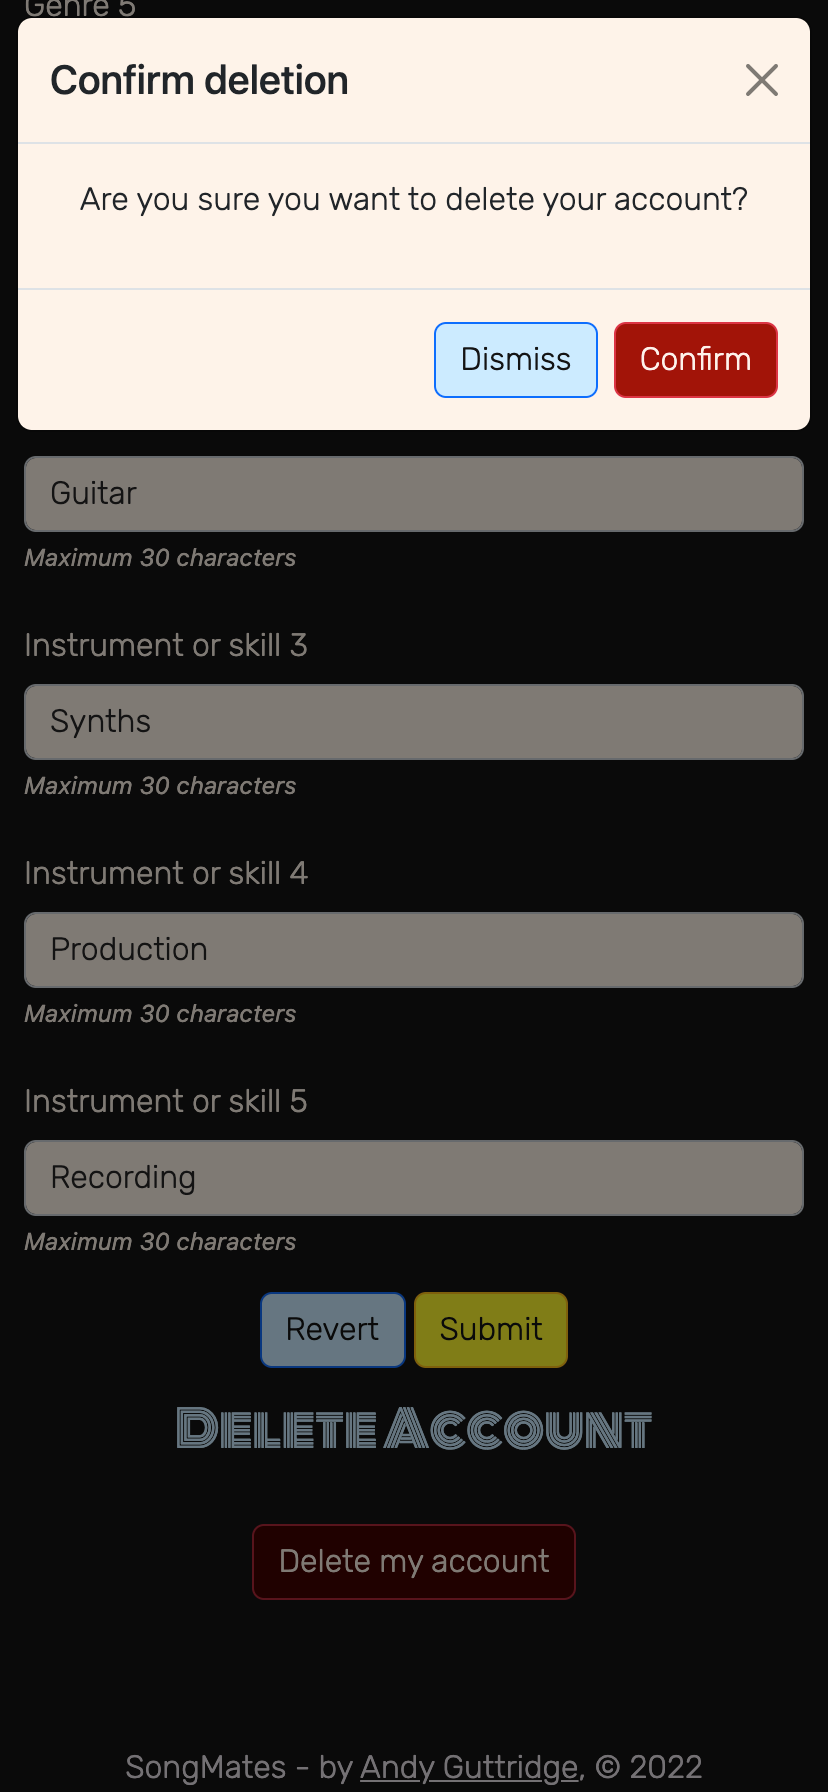 Genre 5
Confirm deletion
Are you sure you want to delete your account?
Dismiss
Confirm
Guitar
Maximum 30 characters
Instrument or skill 3
Synths
Maximum 30 characters
Instrument or skill 4
Production
Maximum 30 characters
Instrument or skill 5
Recording
Maximum 30 characters
Revert
Submit
DELETE ACCOUNT
Delete my account
SongMates - by Andy Guttridge, © 2022